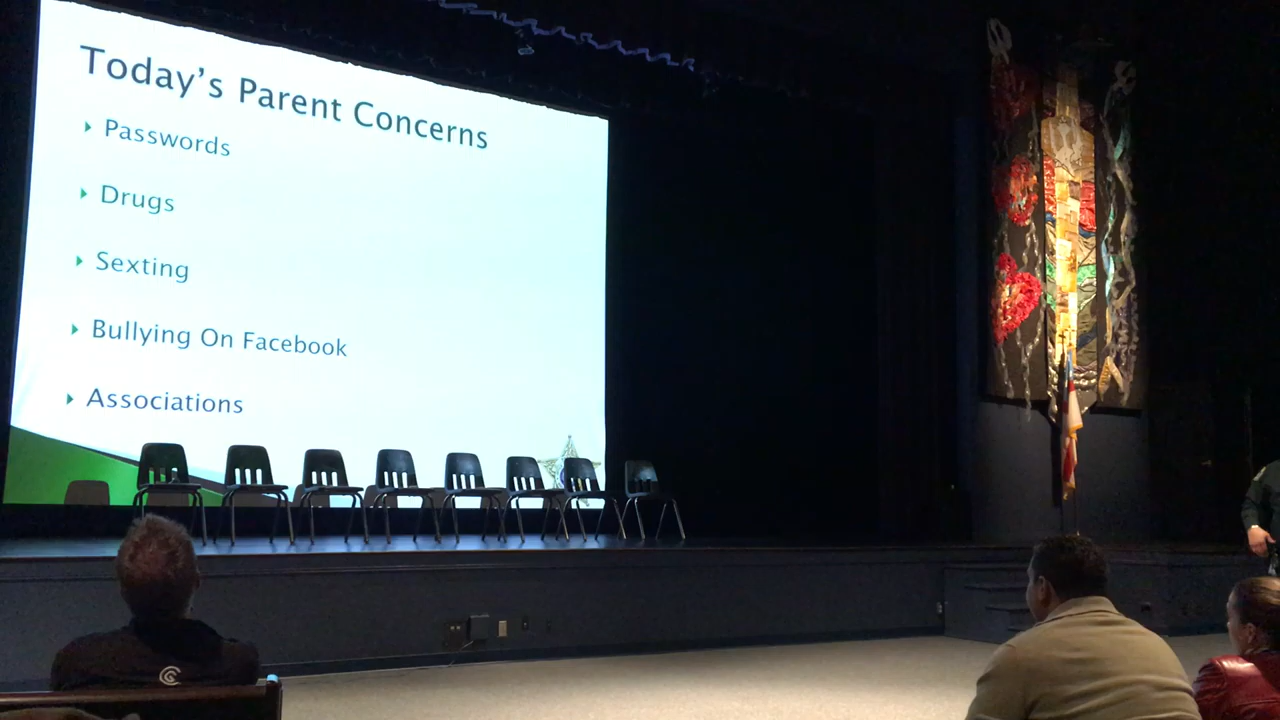 Today's Parent Concerns
Passwords
Drugs
Sexting
Bullying On Facebook
Associations